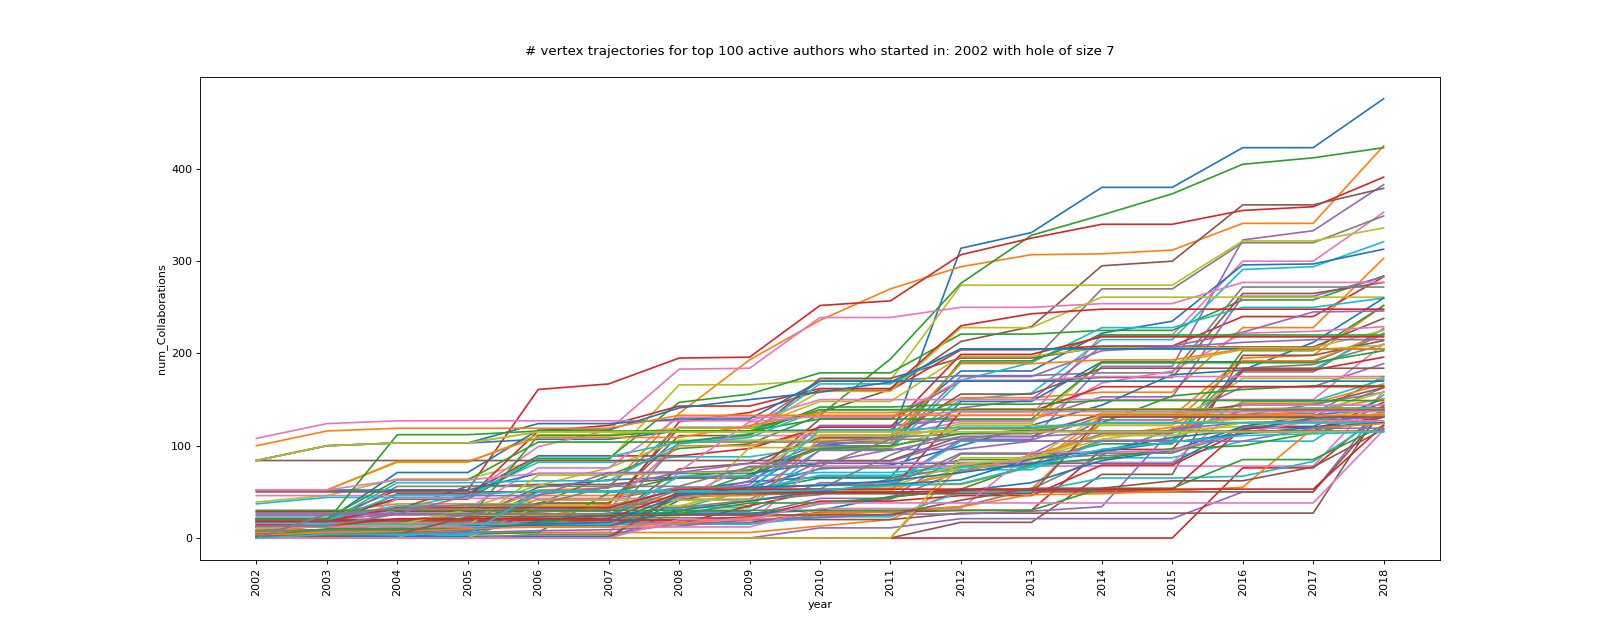 # vertex trajectories for top 100 active authors who started in: 2002 with hole of size 7
num_Collaborations
400
300
200
100
0
2002 2003 2004 2005 2006 2007 2008 2009 2010 2011 2012 2013 2014 2015 2016 2017 2018
year